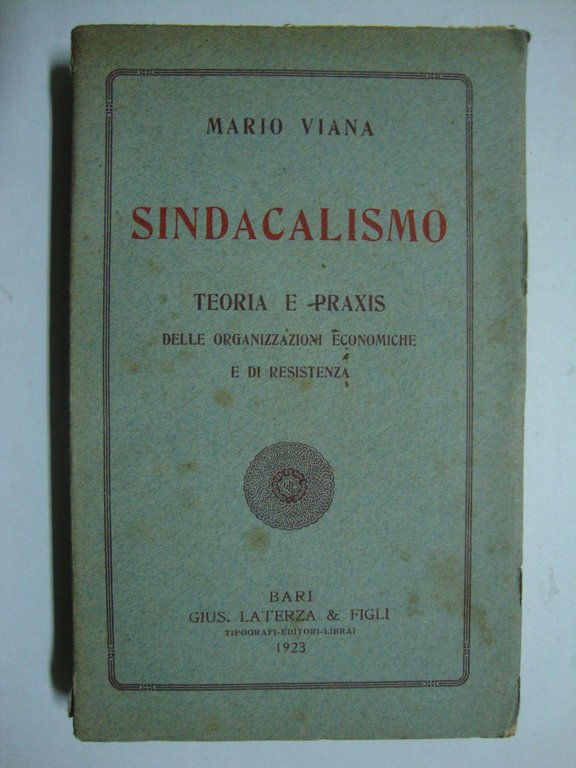 MARIO VIANA
SINDACALISMO
TEORIA E PRAXIS
DELLE ORGANIZZAZIONI ECONOMICHE
E DI RESISTENZA
BARI
GIUS. LATERZA & FIGLI
TIPOGRAFI-EDITORI-LIBRAI
1923